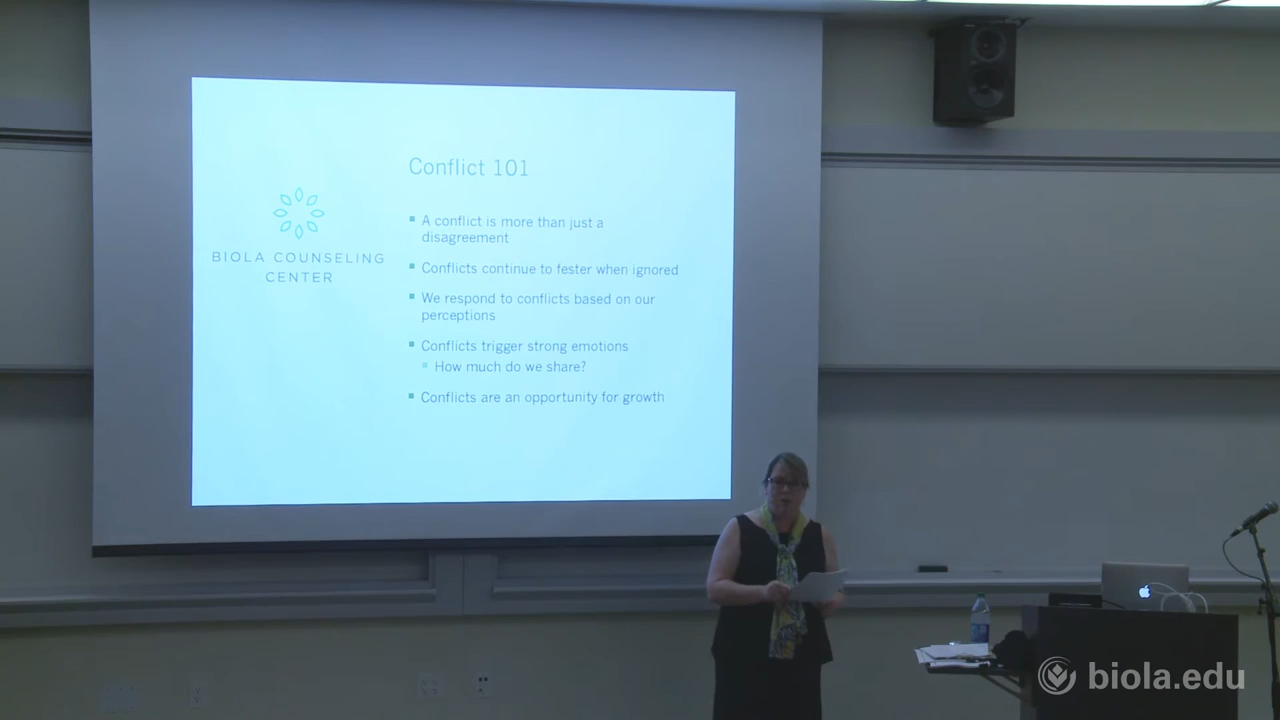 Conflict 101
BIOLA COUNSELING
CENTER
▪ A conflict is more than just a
disagreement
▪ Conflicts continue to fester when ignored
▪ We respond to conflicts based on our
perceptions
▪ Conflicts trigger strong emotions
▪ How much do we share?
▪ Conflicts are an opportunity for growth
biola.edu